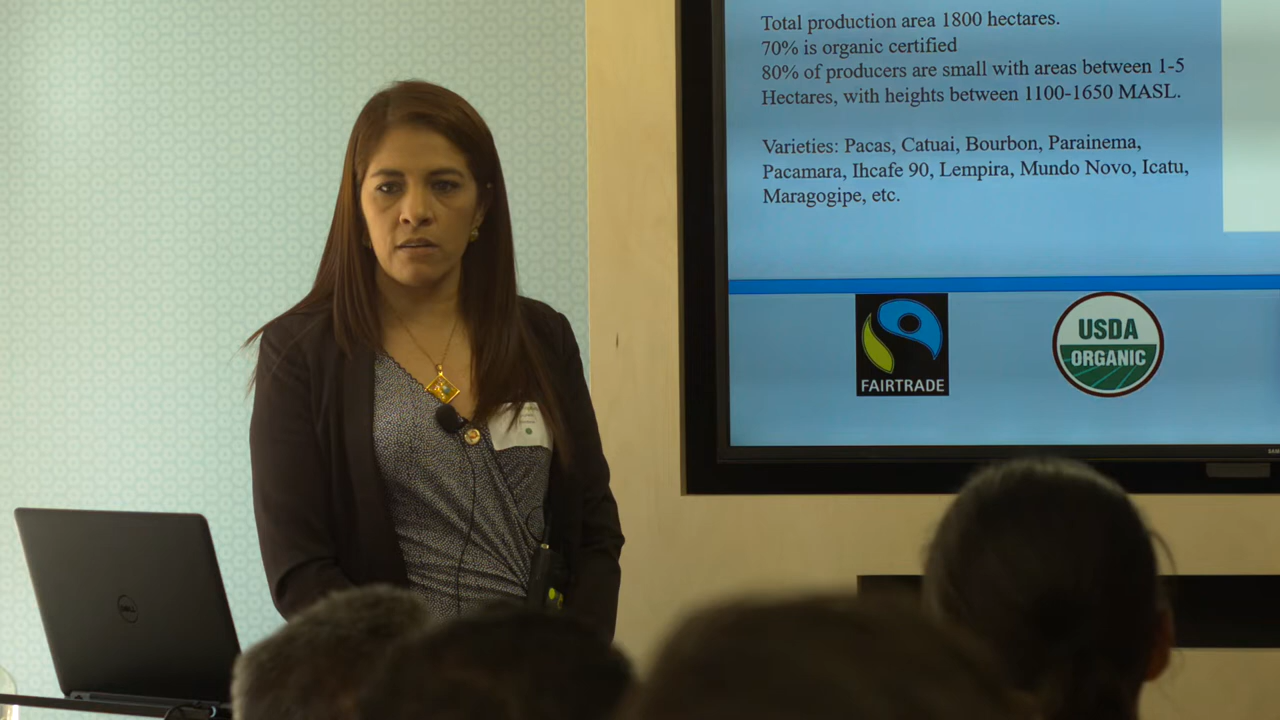 Total production area 1800 hectares.
70% is organic certified
80% of producers are small with areas between 1-5
Hectares, with heights between 1100-1650 MASL.
Varieties: Pacas, Catuai, Bourbon, Parainema,
Pacamara, Ihcafe 90, Lempira, Mundo Novo, Icatu,
Maragogipe, etc.
FAIRTRADE
USDA
ORGANIC
DELL